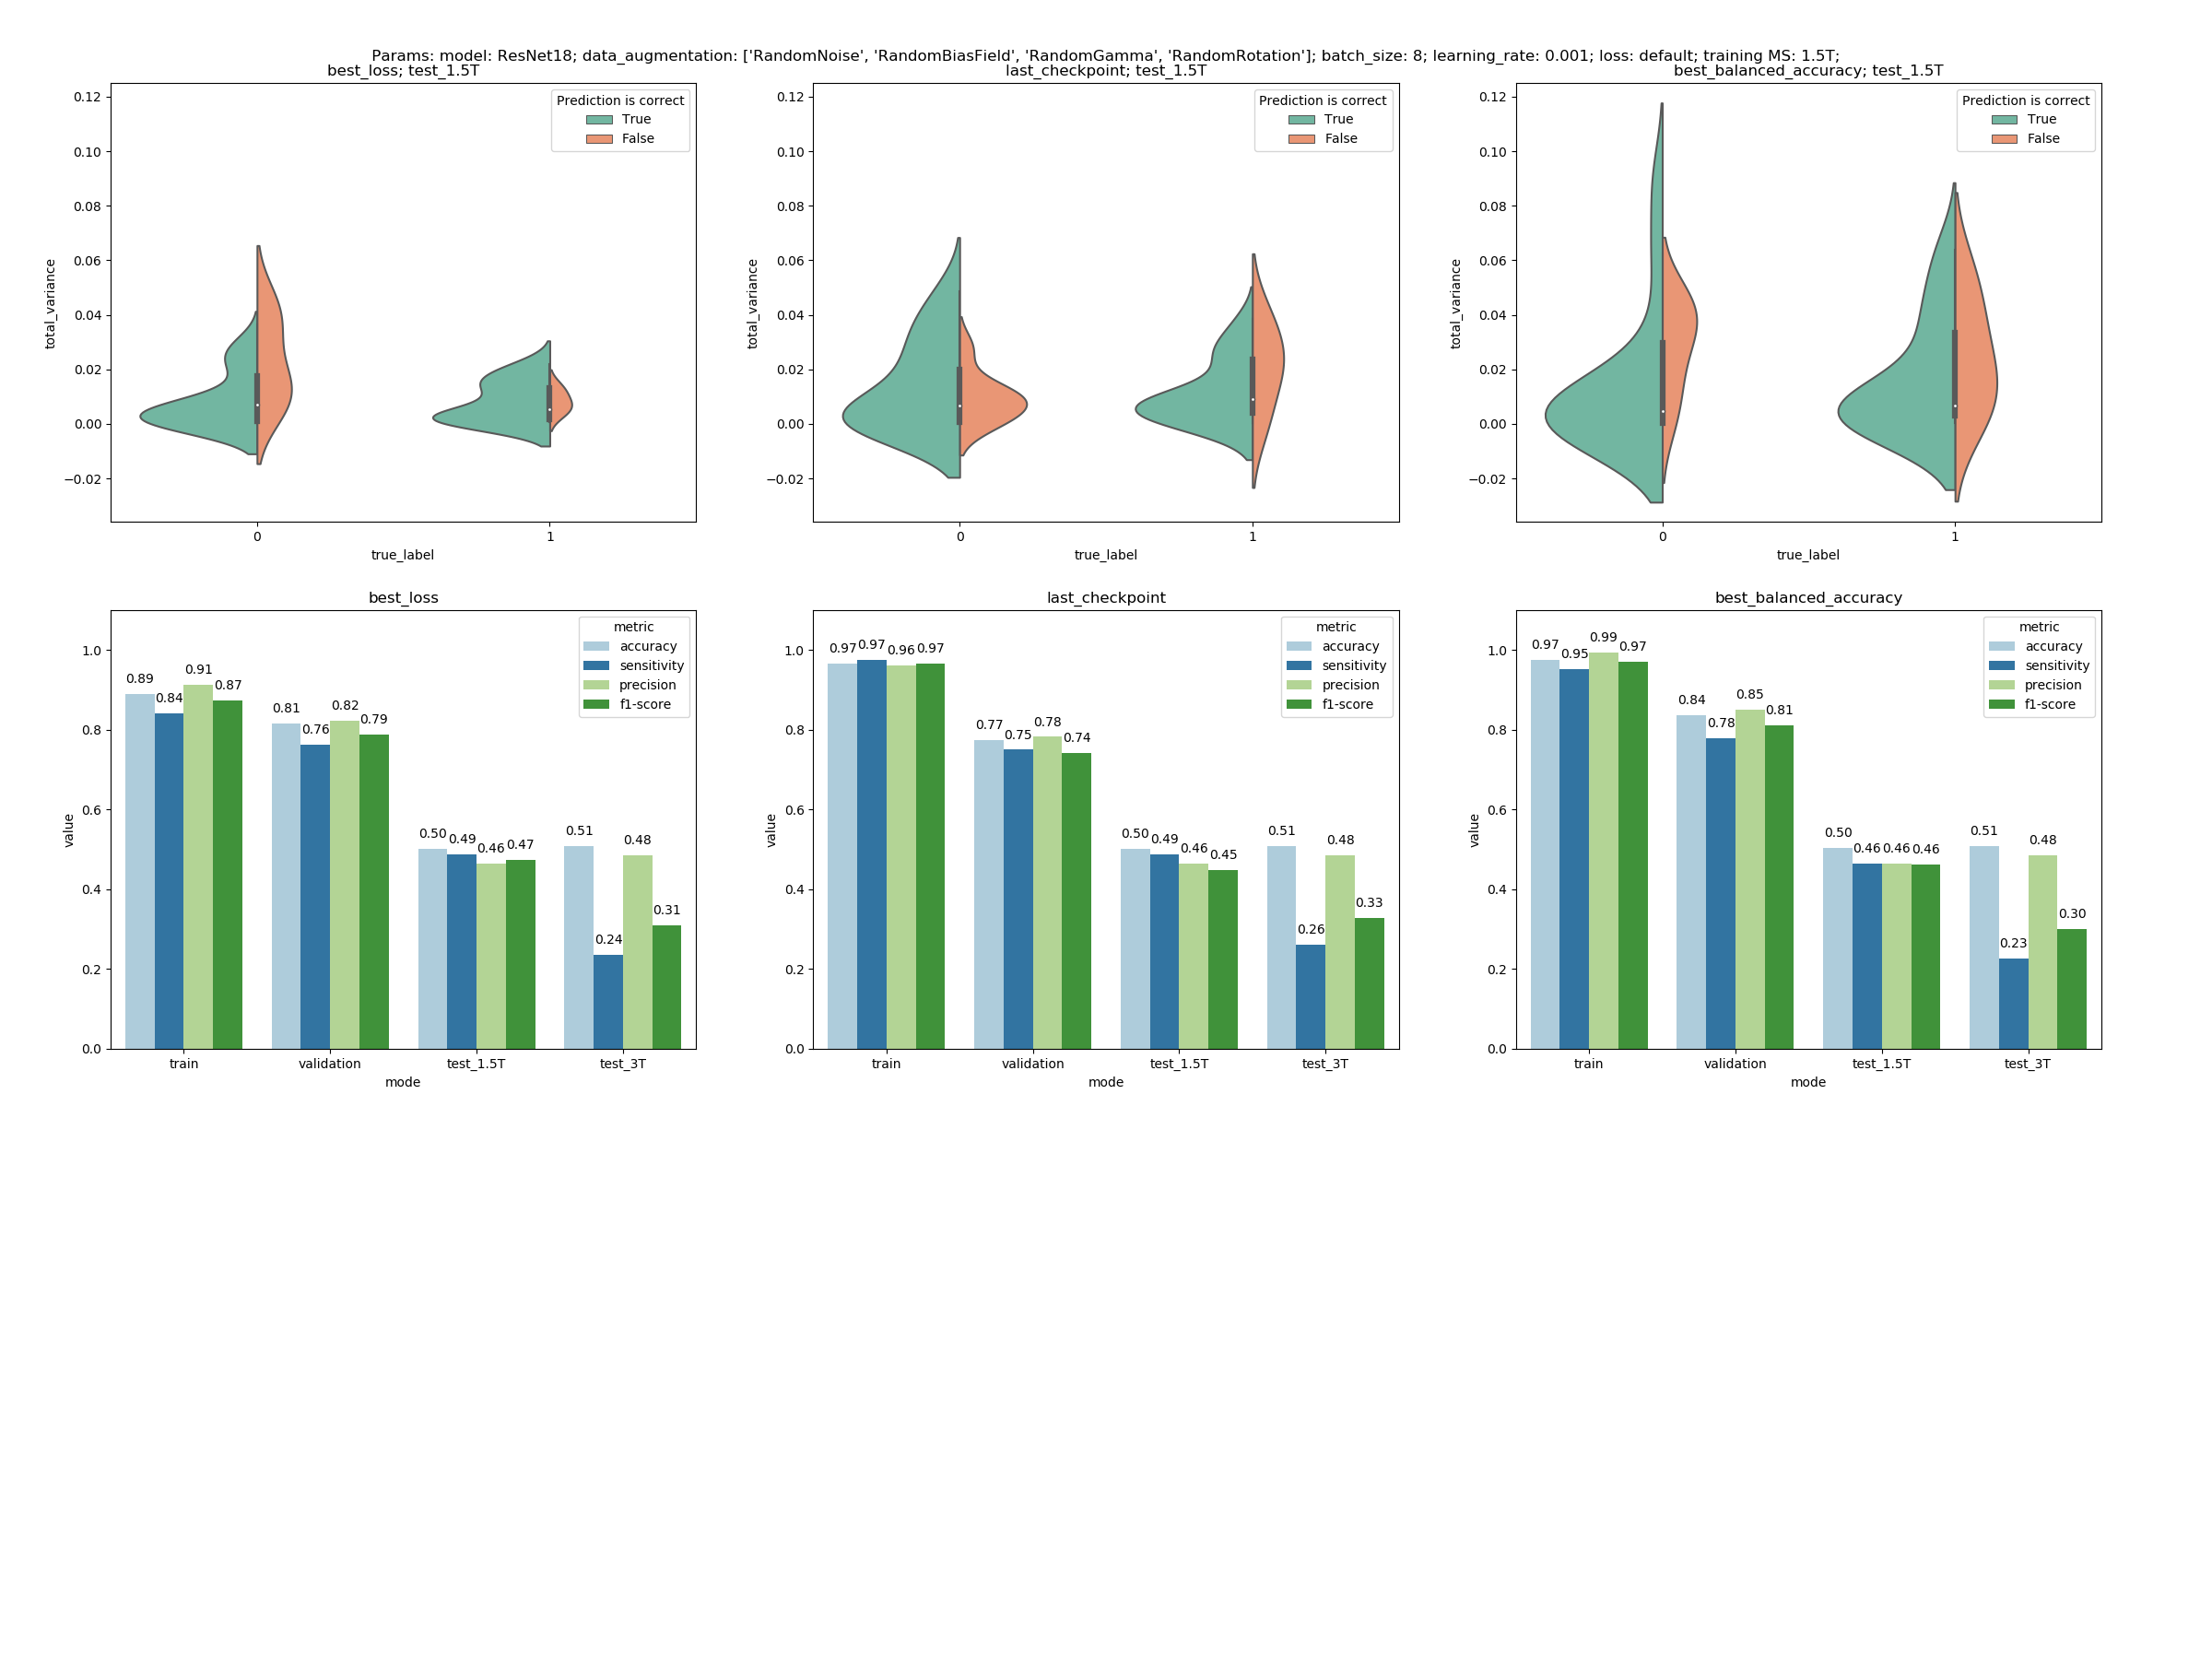 Params: model: ResNet18; data_augmentation: ['RandomNoise', 'RandomBiasField', 'RandomGamma', 'RandomRotation']; batch_size: 8; learning_rate: 0.001; loss: default; training MS: 1.5T;
best_loss; test_1.5T
0.12
0.10
0.08
0.06
0.04
0.02
0.00
−0.02
total_variance
Prediction is correct
True
False
0 1
true_label
last_checkpoint; test_1.5T
0.12
0.10
0.08
0.06
0.04
0.02
0.00
−0.02
total_variance
Prediction is correct
True
False
0 1
true_label
best_balanced_accuracy; test_1.5T
0.12
0.10
0.08
0.06
0.04
0.02
0.00
−0.02
total_variance
Prediction is correct
True
False
0 1
true_label
best_loss
1.0
0.8
0.6
0.4
0.2
0.0
value
metric
accuracy
sensitivity
precision
f1-score
0.89 0.84 0.91 0.87
0.81 0.76 0.82 0.79
0.50 0.49 0.46 0.47
0.51 0.24 0.48 0.31
train validation test_1.5T test_3T
mode
last_checkpoint
1.0
0.8
0.6
0.4
0.2
0.0
value
metric
accuracy
sensitivity
precision
f1-score
0.97 0.97 0.96 0.97
0.77 0.75 0.78 0.74
0.50 0.49 0.46 0.45
0.51 0.26 0.48 0.33
train validation test_1.5T test_3T
mode
best_balanced_accuracy
1.0
0.8
0.6
0.4
0.2
0.0
value
metric
accuracy
sensitivity
precision
f1-score
0.97 0.95 0.99 0.97
0.84 0.78 0.85 0.81
0.50 0.46 0.46 0.46
0.51 0.23 0.48 0.30
train validation test_1.5T test_3T
mode